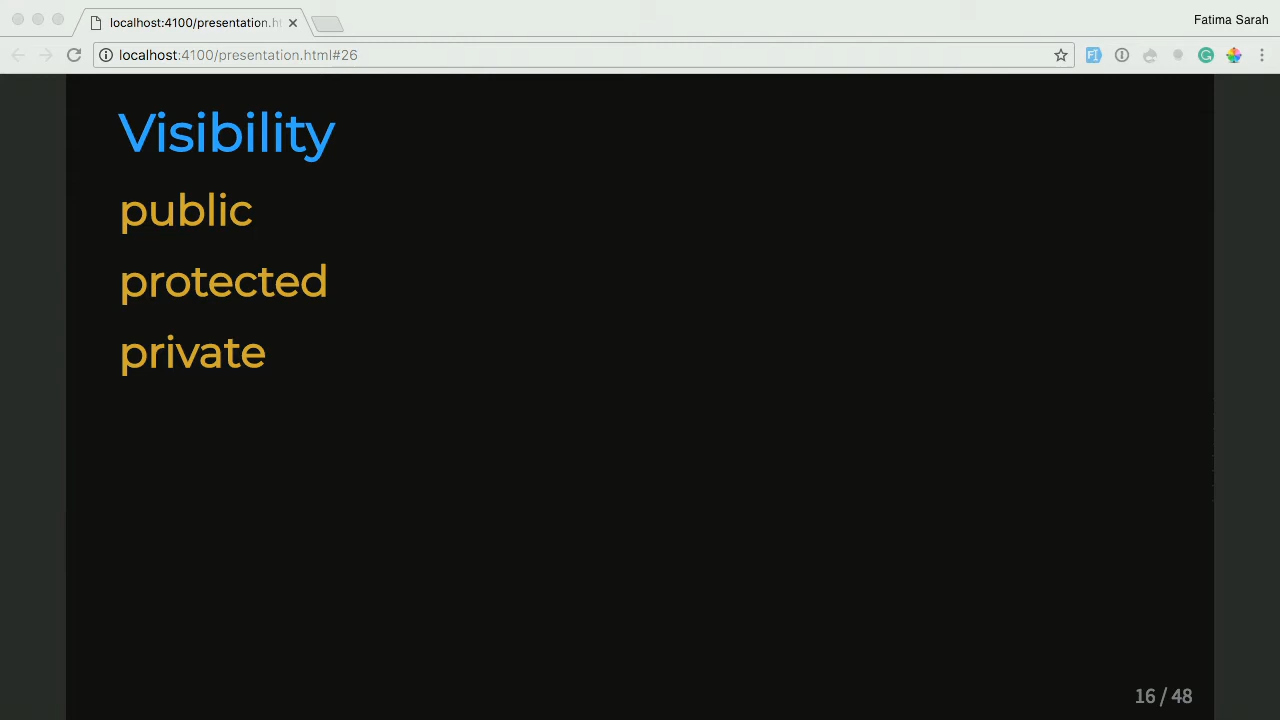 localhost:4100/presentation.ht
Fatima Sarah
localhost:4100/presentation.html#26
Visibility
public
protected
private
16 / 48